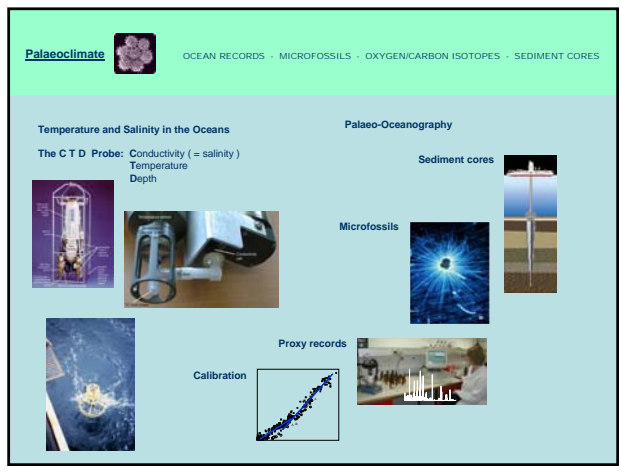 Palaeoclimate
OCEAN RECORDS - MICROFOSSILS - OXYGEN/CARBON ISOTOPES - SEDIMENT CORES
Temperature and Salinity in the Oceans
The C T D Probe: Conductivity ( = salinity )
Temperature
Depth
Palaeo-Oceanography
Sediment cores
Microfossils
Proxy records
Calibration